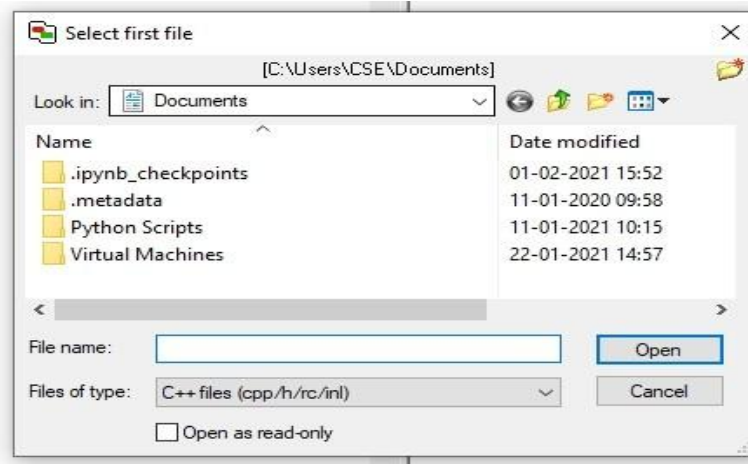 Select first file
[C:\Users\CSE\Documents]
Look in: Documents
Name Date modified
.ipynb_checkpoints 01-02-2021 15:52
.metadata 11-01-2020 09:58
Python Scripts 11-01-2021 10:15
Virtual Machines 22-01-2021 14:57
File name: Open
Files of type: C++ files (cpp/h/rc/inl) Cancel
Open as read-only